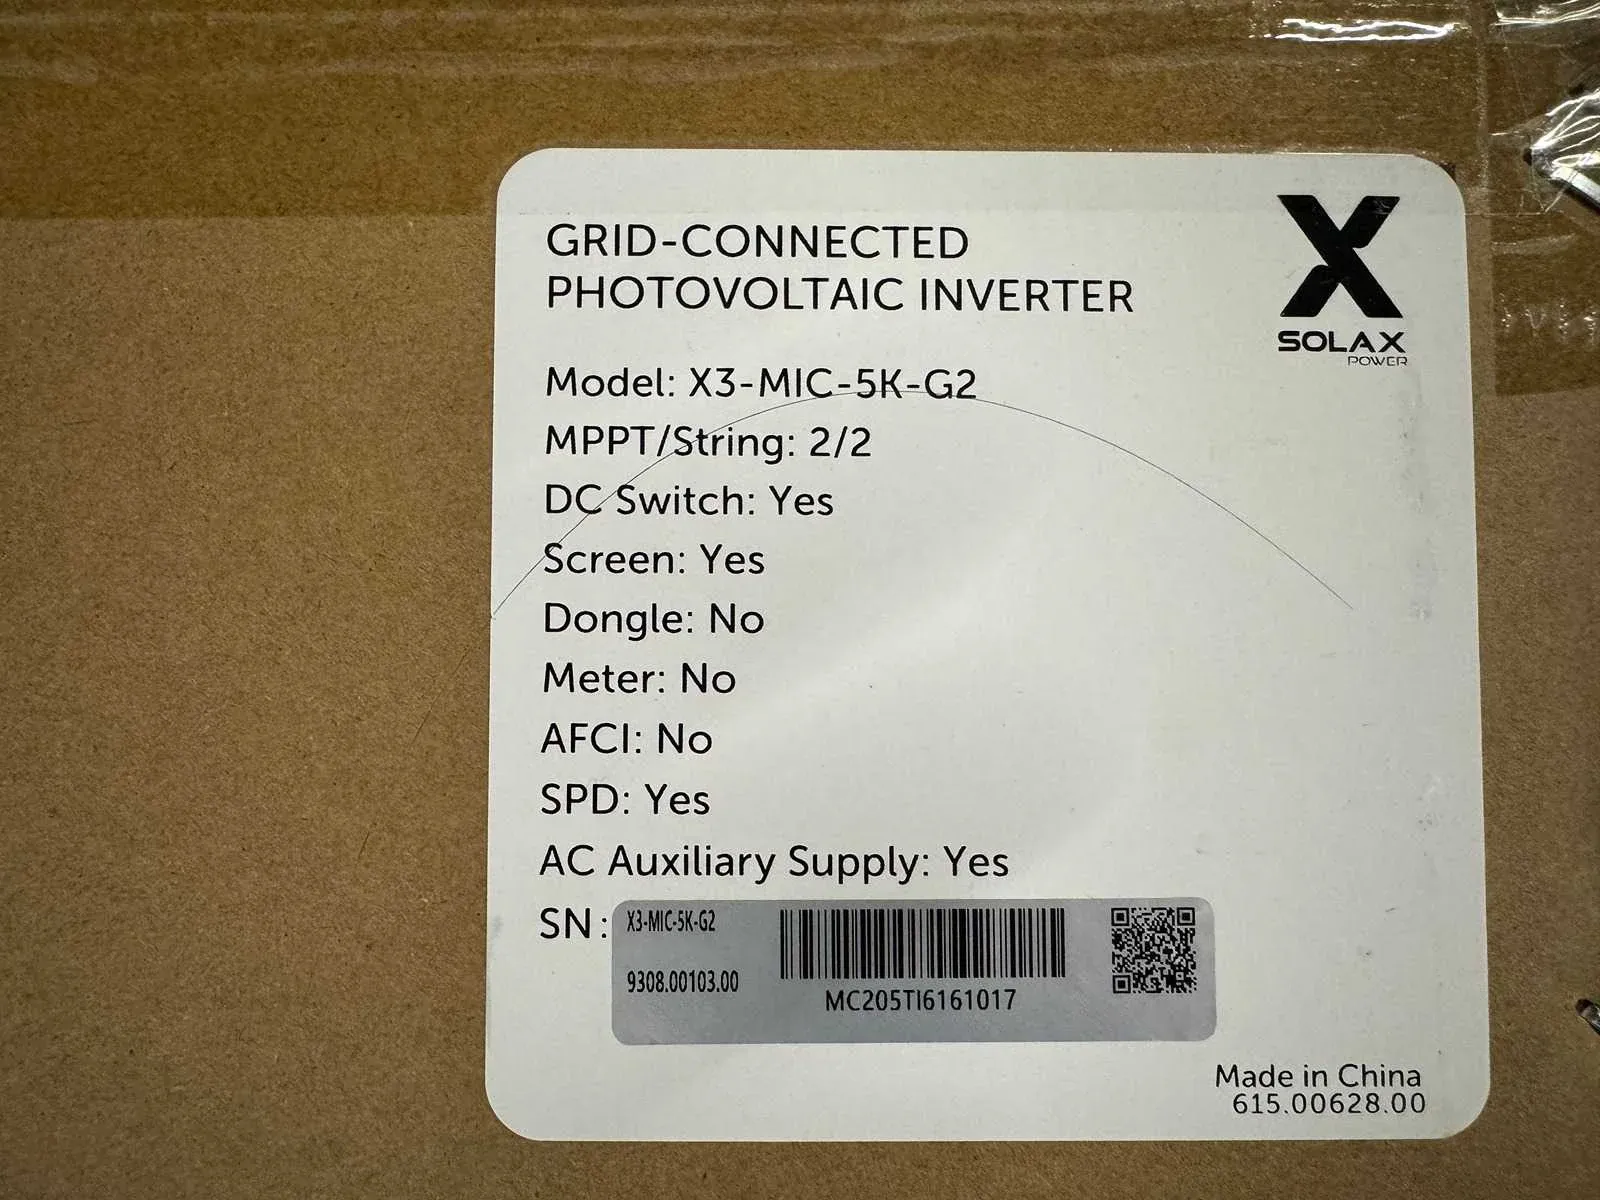 GRID-CONNECTED
PHOTOVOLTAIC INVERTER
SOLAX
POWER
Model: X3-MIC-5K-G2
MPPT/String: 2/2
DC Switch: Yes
Screen: Yes
Dongle: No
Meter: No
AFCI: No
SPD: Yes
AC Auxiliary Supply: Yes
SN:
X3-MIC-5K-G2
9308.00103.00
MC205TI6161017
Made in China
615.00628.00